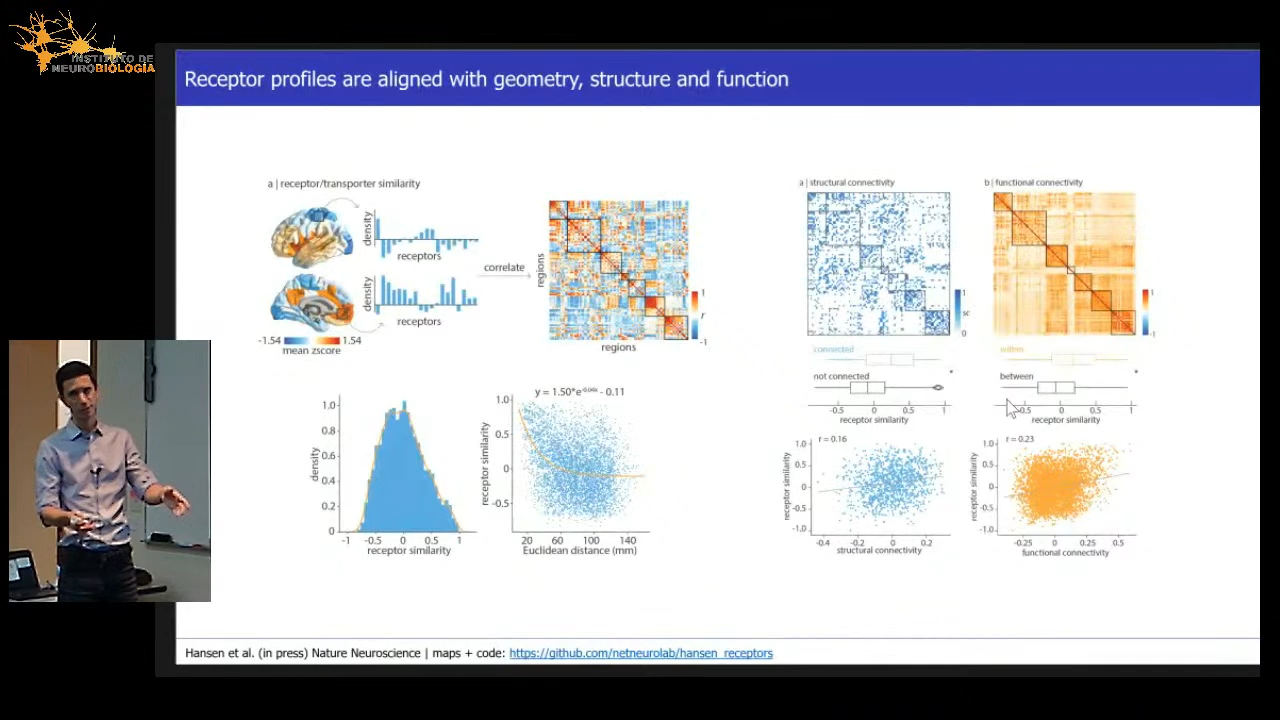 INSTITUTO DE
NEUROBIOLOGÍA
Receptor profiles are aligned with geometry, structure and function
a | receptor/transporter similarity
density
receptors
density
receptors
-1.54
1.54
mean zscore
correlate
regions
regions
1
r
-1
1.0
0.8
0.6
0.4
0.2
0
density
-1
-0.5
0
0.5
1
receptor similarity
1.0
0.5
0
-0.5
receptor similarity
20
60
100
140
Euclidean distance (mm)
a | structural connectivity
1
sc
0
connected
not connected
-0.5
0
0.5
1
receptor similarity
r = 0.16
1.0
0.5
0
-0.5
-1.0
receptor similarity
-0.4
-0.2
0
0.2
structural connectivity
b | functional connectivity
1
-1
within
between
0
0.5
1
receptor similarity
r = 0.23
1.0
0.5
0
-0.5
-1.0
receptor similarity
-0.25
0
0.25
0.5
functional connectivity
Hansen et al. (in press) Nature Neuroscience | maps + code: https://github.com/netneurolab/hansen_receptors